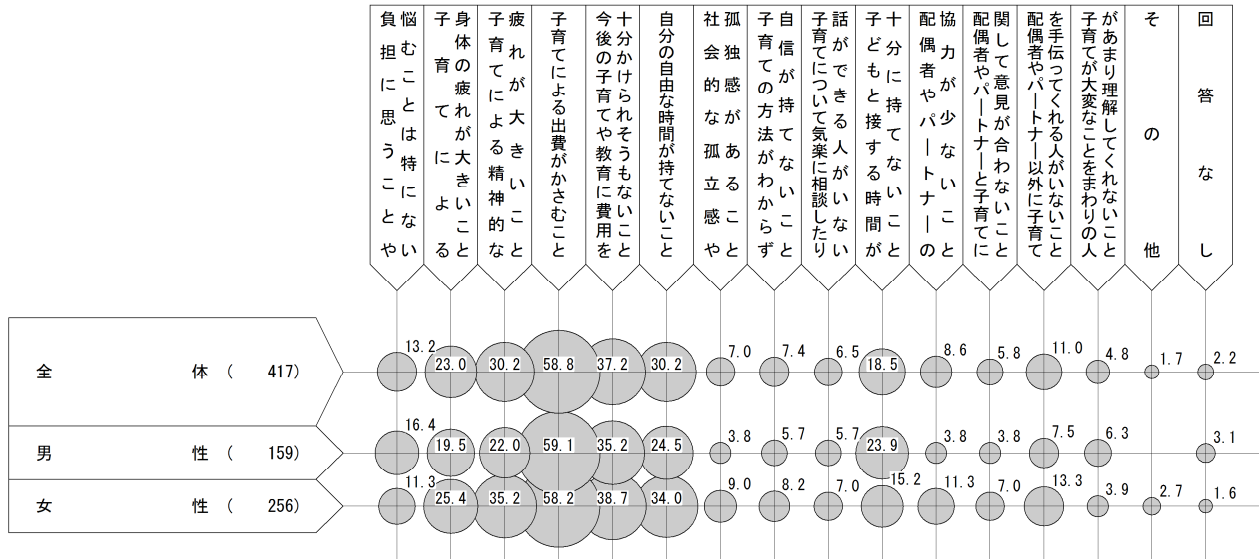 負担に思うことや
悩むことは特にない
子育てによる
身体の疲れが大きいこと
子育てによる精神的な
疲れが大きいこと
子育てによる出費がかさむこと
今後の子育てや教育に費用を
十分かけられそうもないこと
自分の自由な時間が持てないこと
社会的な孤立感や
孤独感があること
子育ての方法がわからず
自信が持てないこと
子育てについて気楽に相談したり
話ができる人がいない
子どもと接する時間が
十分に持てないこと
配偶者やパートナーの
協力が少ないこと
配偶者やパートナーと子育てに
関して意見が合わないこと
配偶者やパートナー以外に子育て
を手伝ってくれる人がいないこと
子育てが大変なことをまわりの人
があまり理解してくれないこと
その他
回答なし
全 休 ( 417) 13.2 23.0 30.2 58.8 37.2 30.2 7.0 7.4 6.5 18.5 8.6 5.8 11.0 4.8 1.7 2.2
男 性 ( 159) 16.4 19.5 22.0 59.1 35.2 24.5 3.8 5.7 5.7 23.9 3.8 3.8 7.5 6.3 3.1
女 性 ( 256) 11.3 25.4 35.2 58.2 38.7 34.0 9.0 8.2 7.0 15.2 11.3 7.0 13.3 3.9 2.7 1.6